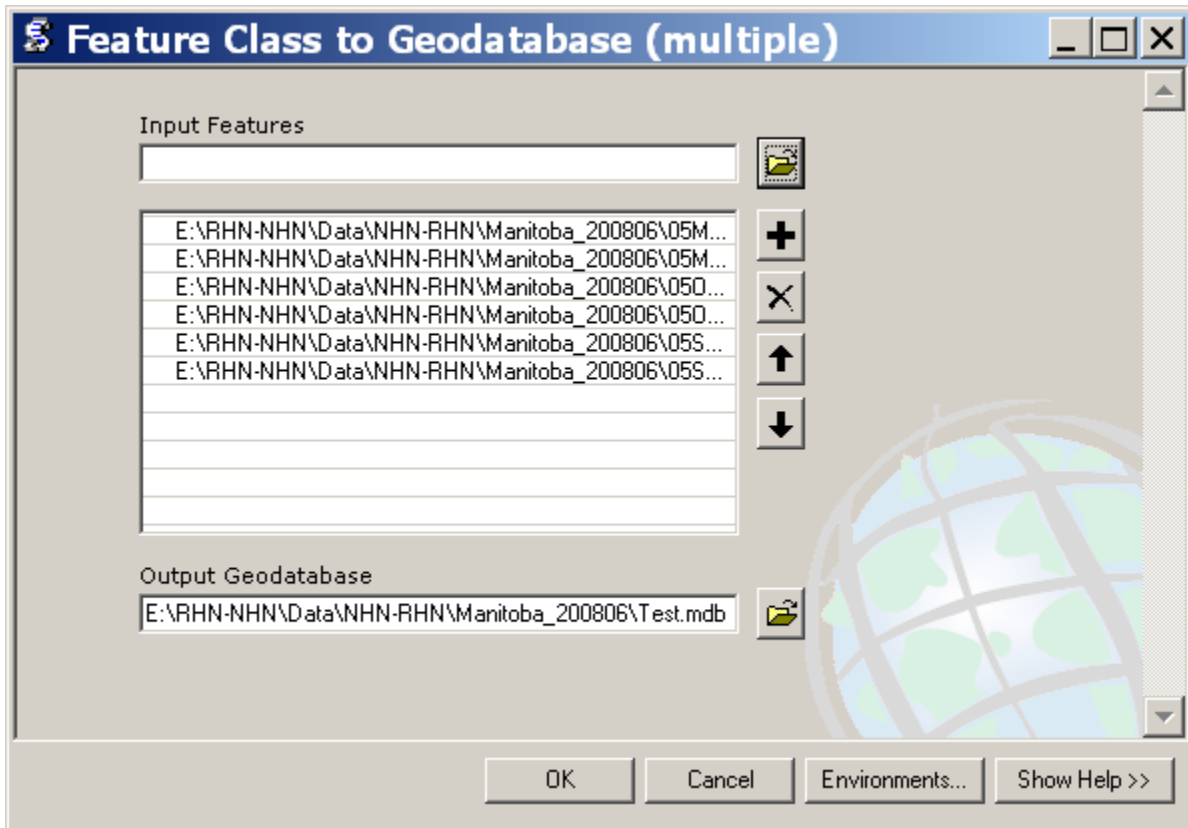 Feature Class to Geodatabase (multiple)
Input Features
E:\RHN-NHN\Data\NHN-RHN\Manitoba_200806\05M...
E:\RHN-NHN\Data\NHN-RHN\Manitoba_200806\05M...
E:\RHN-NHN\Data\NHN-RHN\Manitoba_200806\05O...
E:\RHN-NHN\Data\NHN-RHN\Manitoba_200806\05O...
E:\RHN-NHN\Data\NHN-RHN\Manitoba_200806\05S...
E:\RHN-NHN\Data\NHN-RHN\Manitoba_200806\05S...
Output Geodatabase
E:\RHN-NHN\Data\NHN-RHN\Manitoba_200806\Test.mdb
OK Cancel Environments... Show Help >>